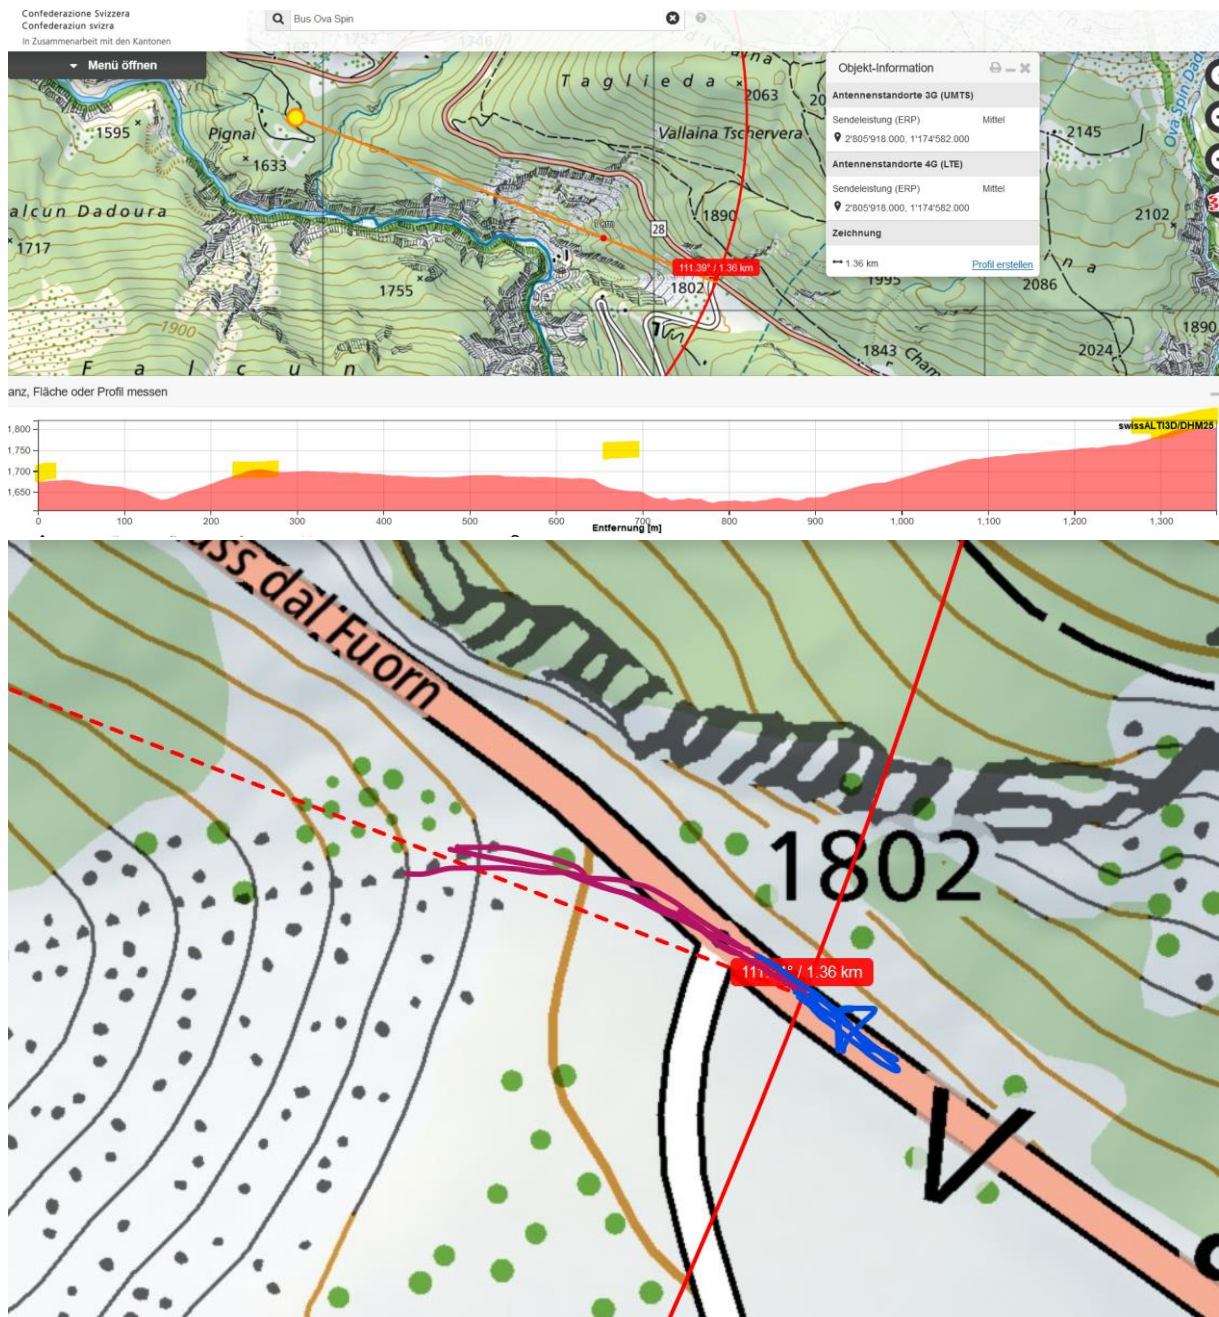 Confederazione Svizzera
Confederaziun svizra
In Zusammenarbeit mit den Kantonen
Bus Ova Spin
Menü öffnen
1752
1746
Taglieda
2063
1595
Pignai
1633
Vallaina Tschervera
alcun Dadoura
1717
1755
1890
28
111.39° / 1.36 km
1802
1900
Falcun
1995
2086
1843
Cham
2024
1890
2145
2102
Ova Spin Dad
Objekt-Information
Antennenstandorte 3G (UMTS)
Sendeleistung (ERP) Mittel
2'805'918.000, 1'174'582.000
Antennenstandorte 4G (LTE)
Sendeleistung (ERP) Mittel
2'805'918.000, 1'174'582.000
Zeichnung
1.36 km Profil erstellen
anz, Fläche oder Profil messen
swissALTI3D/DHM25
1,800
1,750
1,700
1,650
0 100 200 300 400 500 600 700 800 900 1,000 1,100 1,200 1,300
Entfernung [m]
ass dal Fuorn
1802
1.36 km
V